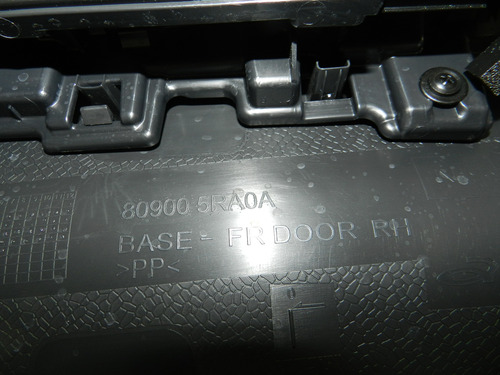 80900 5RA0A
BASE - FR DOOR RH
>PP<